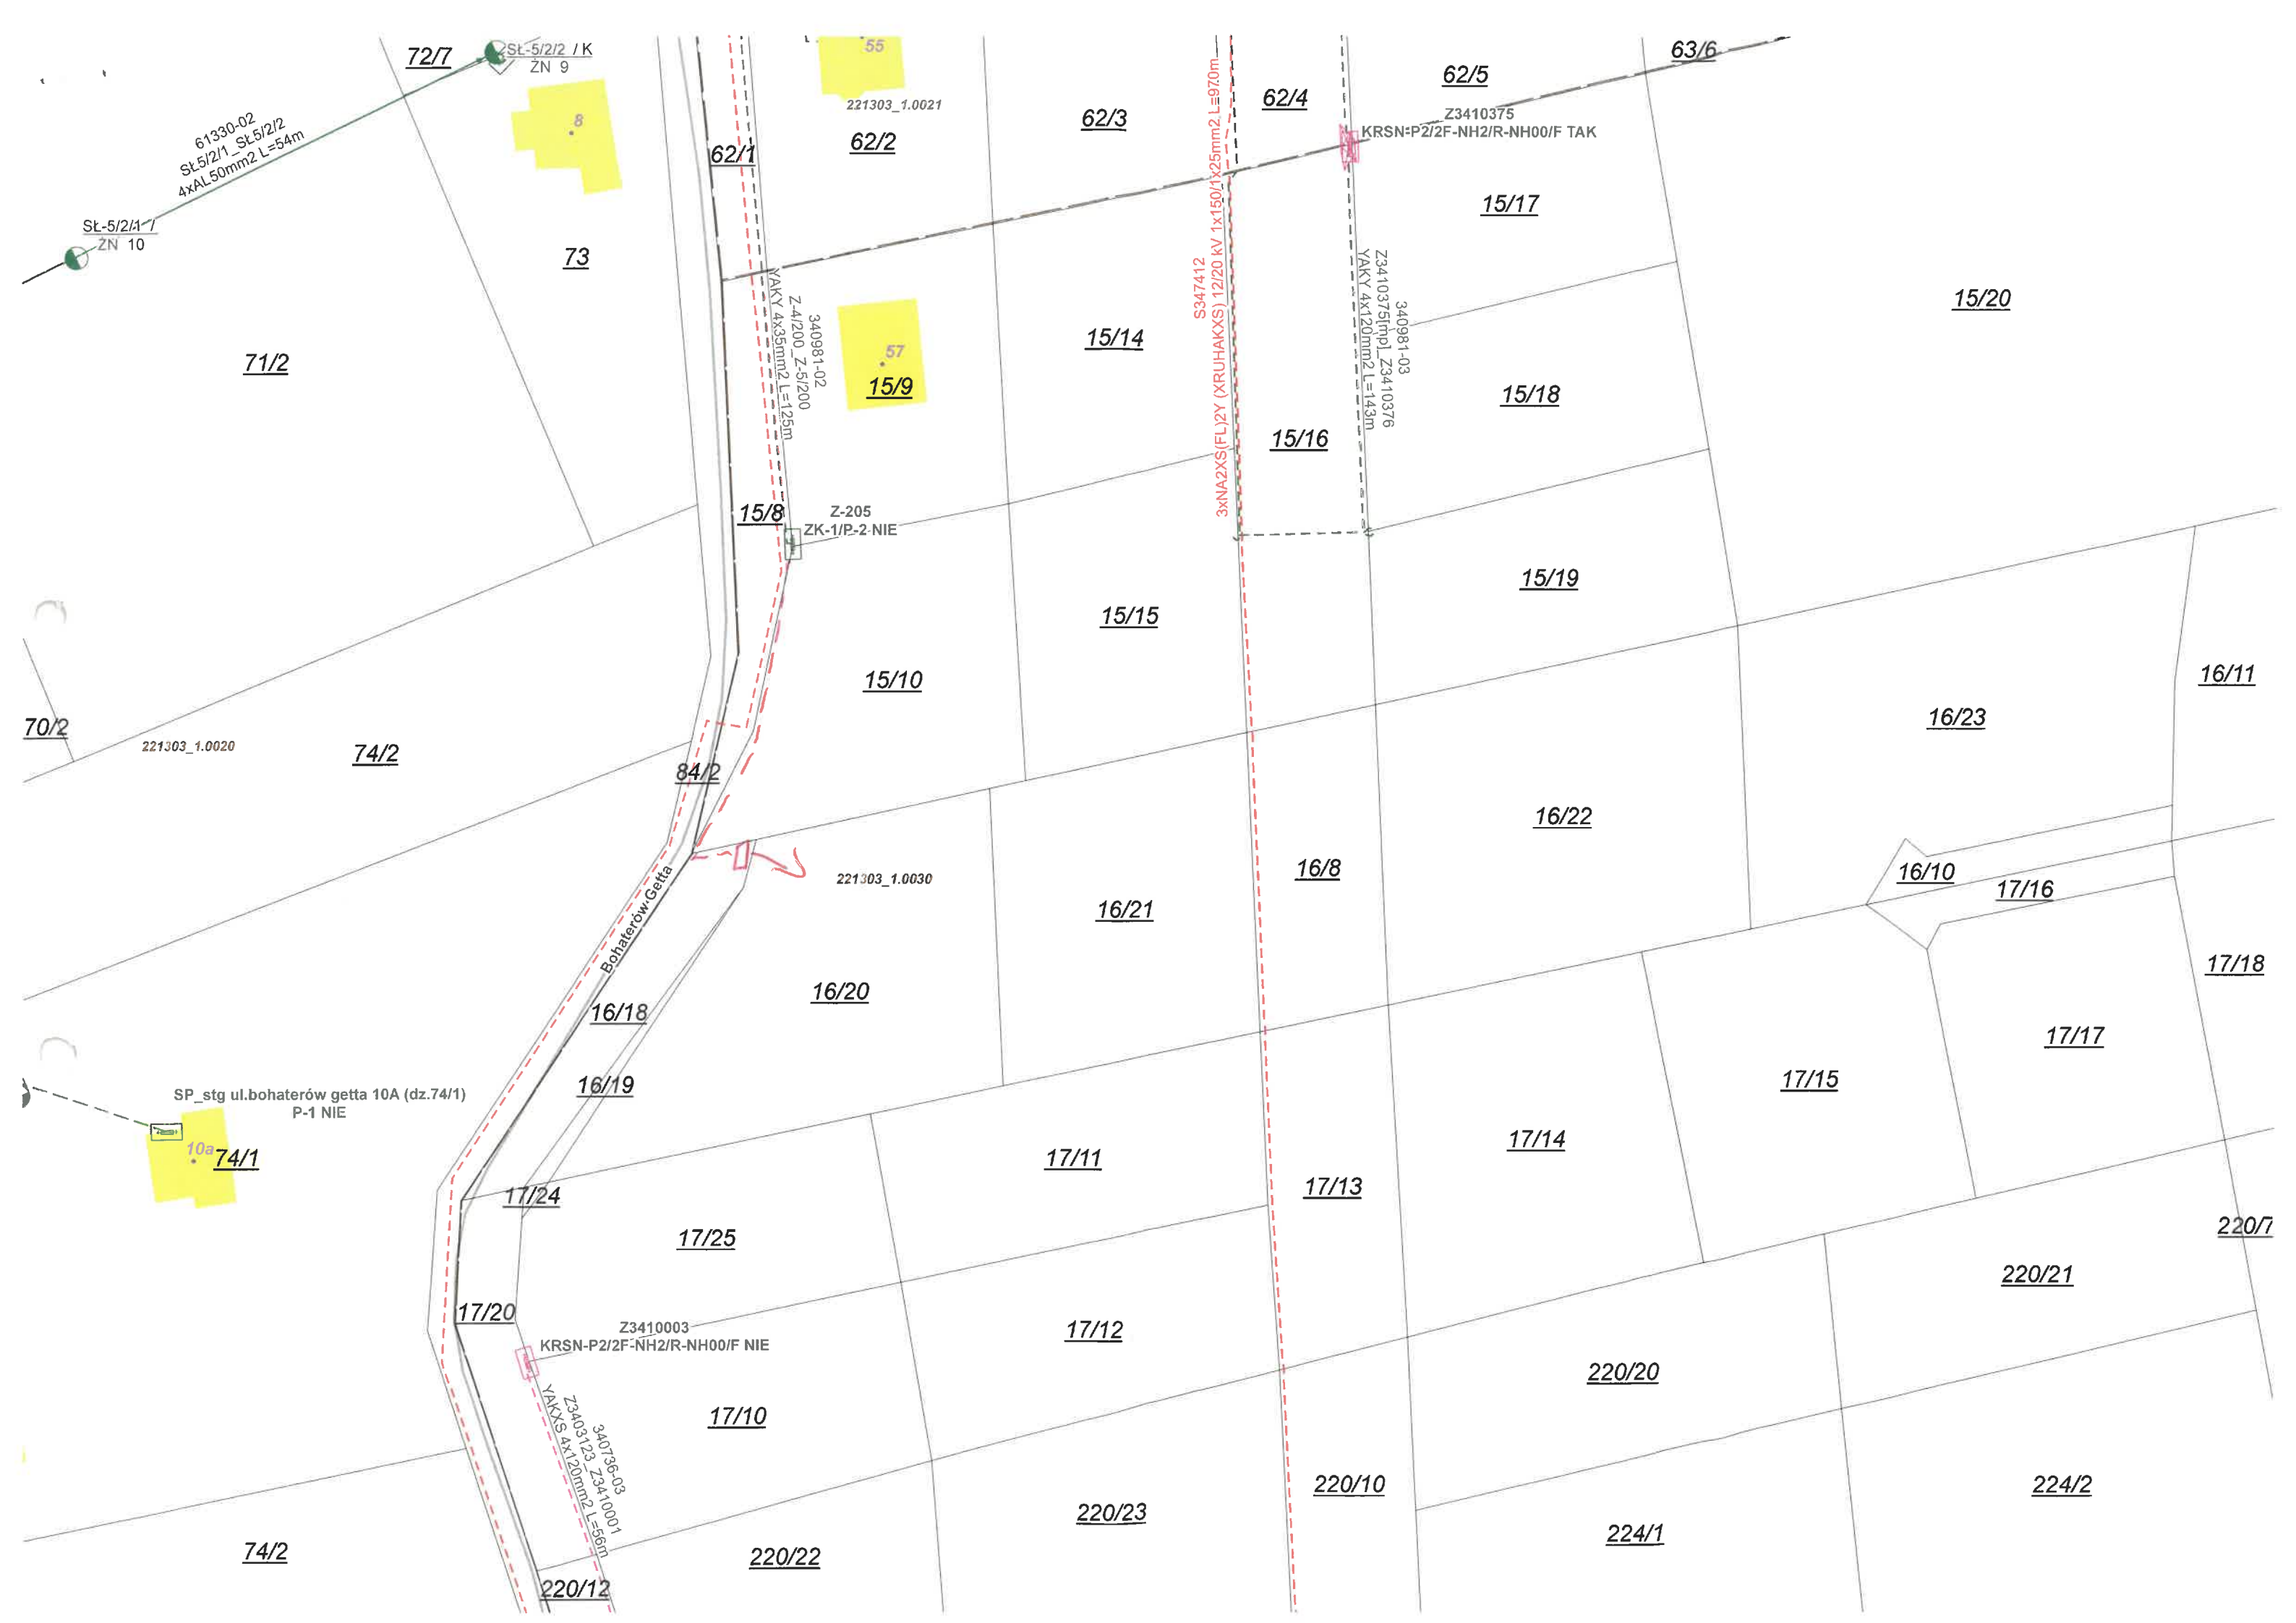 72/7
SŁ-5/2/2 / K
ŻN 9
55
221303_1.0021
62/5
63/6
62/4
62/3
62/2
62/1
Z3410375
KRSN-P2/2F-NH2/R-NH00/F TAK
8
61330-02
SŁ5/2/1_SŁ5/2/2
4xAL50mm2 L=54m
SŁ-5/2/1 /
ŻN 10
73
15/17
15/20
S347412
3xNA2XS(FL)2Y (XRUHAKXS) 12/20 kV 1x150/1x25mm2 L=970m
340981-02
Z-4/200_Z-5/200
YAKY 4x35mm2 L=125m
340981-03
Z3410375[mp]_Z3410376
YAKY 4x120mm2 L=143m
71/2
57
15/9
15/14
15/18
15/16
15/8
Z-205
ZK-1/P-2 NIE
15/19
15/15
15/10
16/11
16/23
70/2
221303_1.0020
74/2
84/2
16/22
16/8
16/10
17/16
221303_1.0030
Bohaterów Getta
16/21
16/20
17/18
16/18
17/17
16/19
17/15
SP_stg ul.bohaterów getta 10A (dz.74/1)
P-1 NIE
10a
74/1
17/14
17/11
17/13
17/24
17/25
220/7
220/21
17/20
Z3410003
KRSN-P2/2F-NH2/R-NH00/F NIE
17/12
220/20
17/10
340736-03
Z3403123_Z3410001
YAKXS 4x120mm2 L=56m
220/10
224/2
220/23
224/1
74/2
220/22
220/12